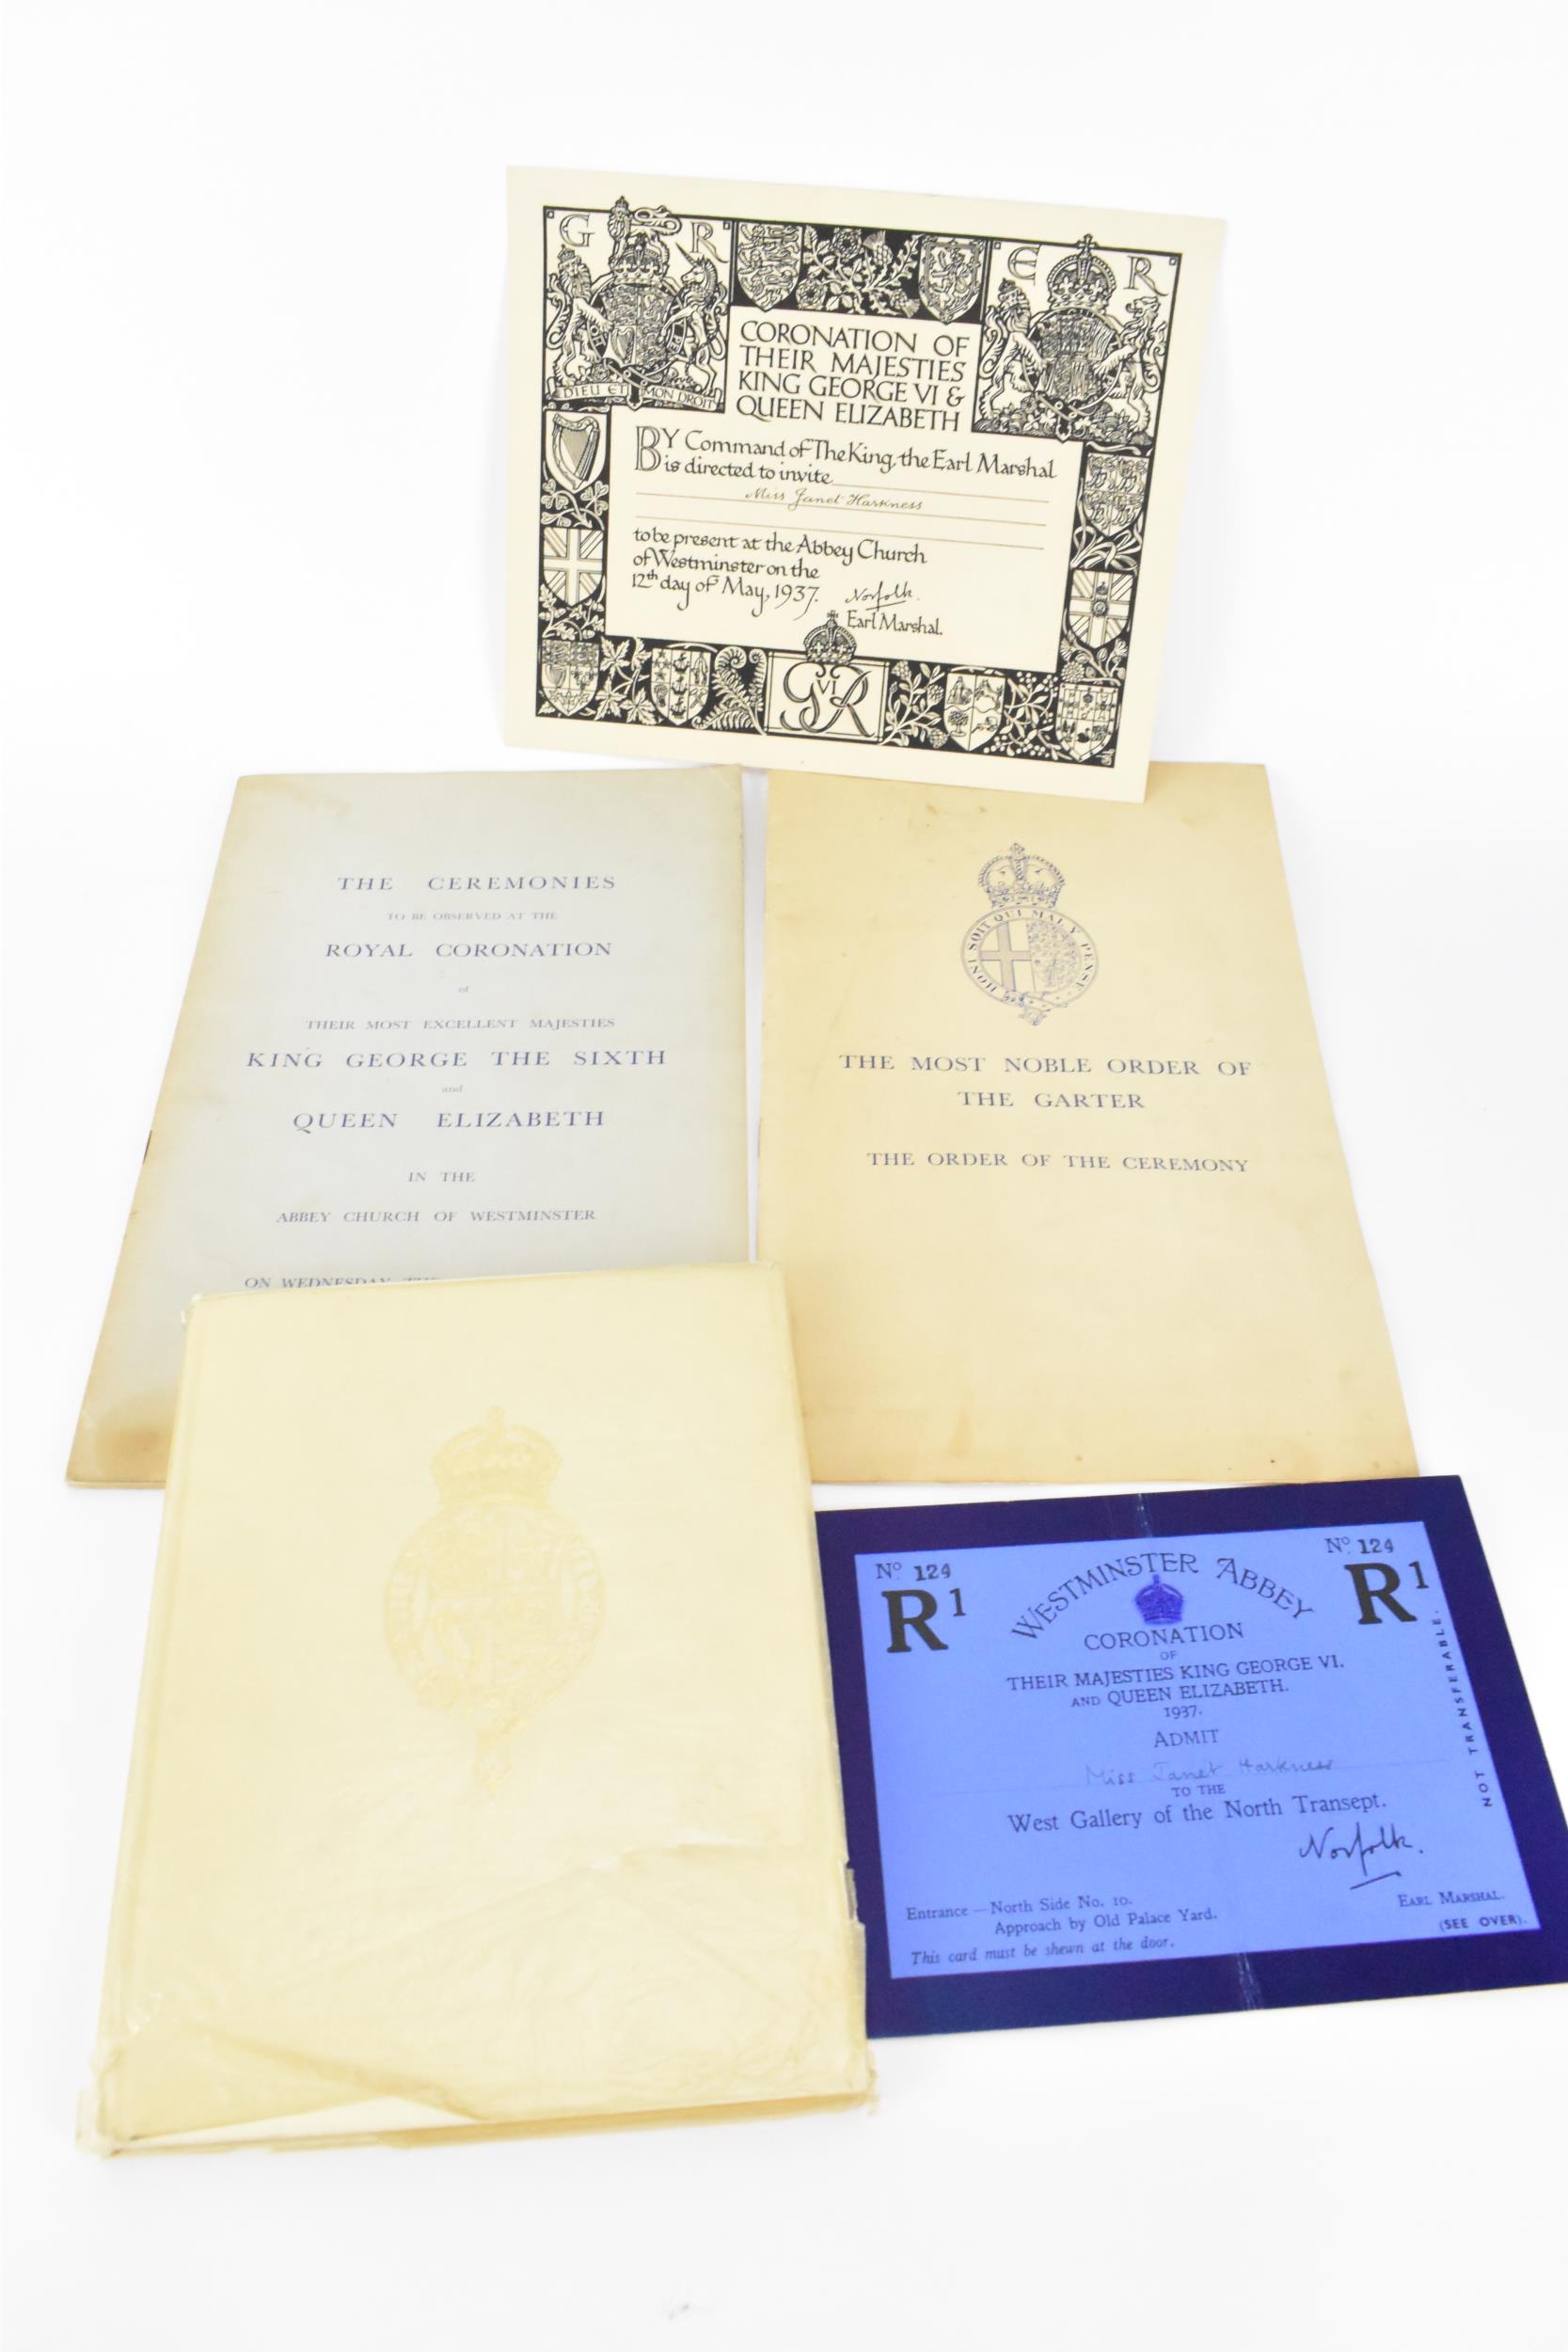 G R
E R
DIEU ET MON DROIT
CORONATION OF
THEIR MAJESTIES
KING GEORGE VI &
QUEEN ELIZABETH
BY Command of The King, the Earl Marshal
is directed to invite
Miss Janet Harkness
to be present at the Abbey Church
of Westminster on the
12th day of May, 1937.
Norfolk.
Earl Marshal.
G VI R
THE CEREMONIES
TO BE OBSERVED AT THE
ROYAL CORONATION
of
THEIR MOST EXCELLENT MAJESTIES
KING GEORGE THE SIXTH
and
QUEEN ELIZABETH
IN THE
ABBEY CHURCH OF WESTMINSTER
ON WEDNESDAY
HONI SOIT QUI MAL Y PENSE
THE MOST NOBLE ORDER OF
THE GARTER
THE ORDER OF THE CEREMONY
No. 124
R1
No. 124
R1
WESTMINSTER ABBEY
CORONATION
OF
THEIR MAJESTIES KING GEORGE VI.
AND QUEEN ELIZABETH.
1937.
ADMIT
Miss Janet Harkness
TO THE
West Gallery of the North Transept.
Norfolk.
EARL MARSHAL.
(SEE OVER).
Entrance—North Side No. 10.
Approach by Old Palace Yard.
This card must be shewn at the door.
NOT TRANSFERABLE.